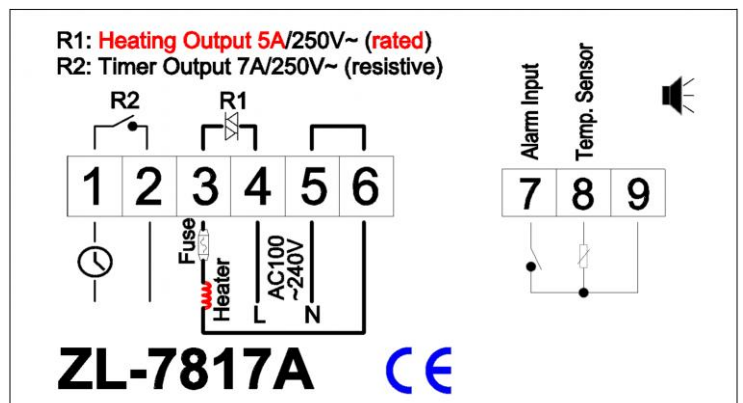 R1: Heating Output 5A/250V~ (rated)
R2: Timer Output 7A/250V~ (resistive)
R2
R1
1 2 3 4 5 6
Fuse
Heater
AC100
~240V
L
N
Alarm Input
Temp. Sensor
7 8 9
ZL-7817A
CE